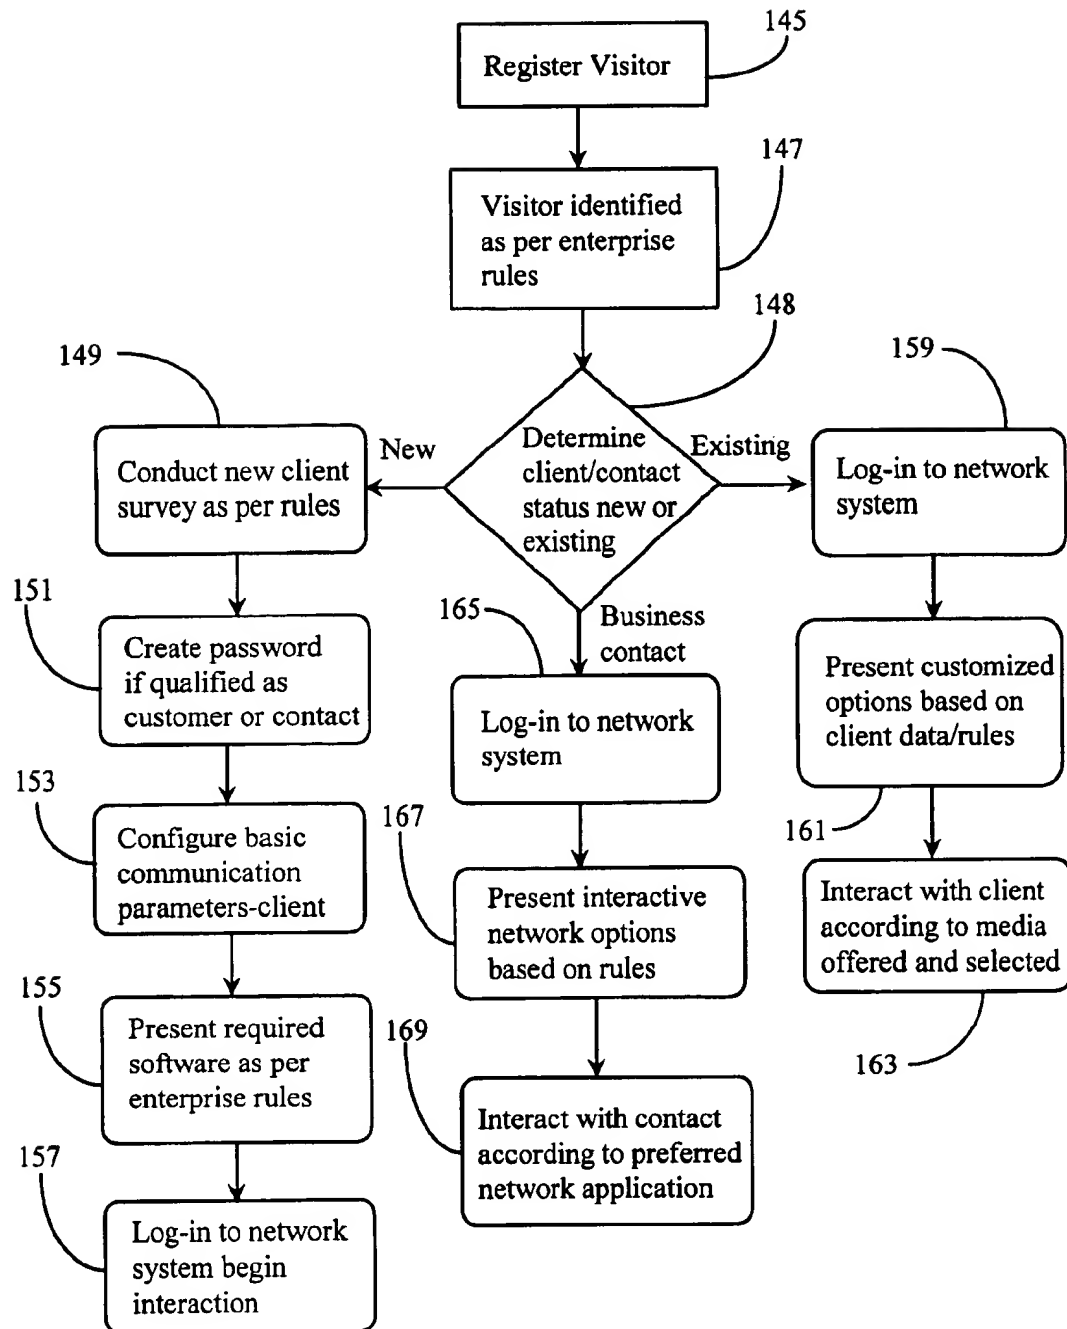 145
Register Visitor
147
Visitor identified
as per enterprise
rules
148
149
159
New
Determine
client/contact
status new or
existing
Existing
Conduct new client
survey as per rules
Log-in to network
system
151
Create password
if qualified as
customer or contact
165
Business
contact
Log-in to network
system
Present customized
options based on
client data/rules
153
Configure basic
communication
parameters-client
167
Present interactive
network options
based on rules
161
Interact with client
according to media
offered and selected
155
Present required
software as per
enterprise rules
169
Interact with contact
according to preferred
network application
163
157
Log-in to network
system begin
interaction